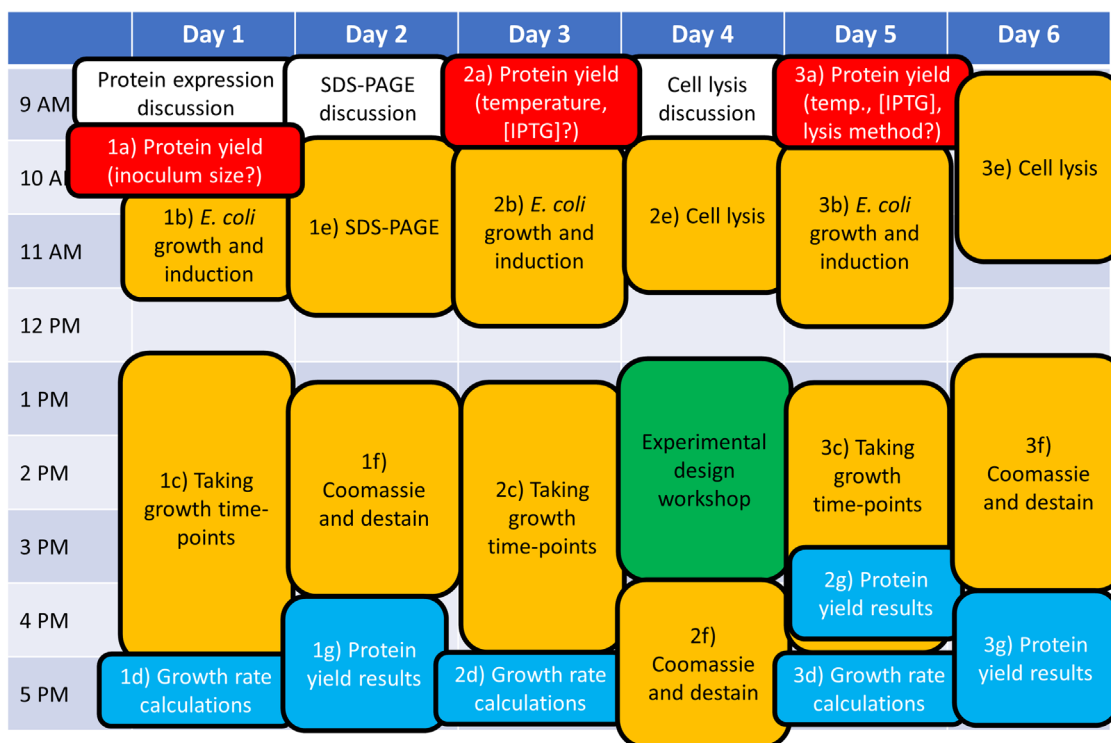 Day 1 Day 2 Day 3 Day 4 Day 5 Day 6
9 AM
10 A
11 AM
12 PM
1 PM
2 PM
3 PM
4 PM
5 PM
Protein expression
discussion
1a) Protein yield
(inoculum size?)
1b) E. coli
growth and
induction
1c) Taking
growth time-
points
1d) Growth rate
calculations
SDS-PAGE
discussion
1e) SDS-PAGE
1f)
Coomassie
and destain
1g) Protein
yield results
2a) Protein yield
(temperature,
[IPTG]?)
2b) E. coli
growth and
induction
2c) Taking
growth
time-points
2d) Growth rate
calculations
Cell lysis
discussion
2e) Cell lysis
Experimental
design
workshop
2f)
Coomassie
and destain
3a) Protein yield
(temp., [IPTG],
lysis method?)
3b) E. coli
growth and
induction
3c) Taking
growth
time-points
2g) Protein
yield results
3d) Growth rate
calculations
3e) Cell lysis
3f)
Coomassie
and destain
3g) Protein
yield results